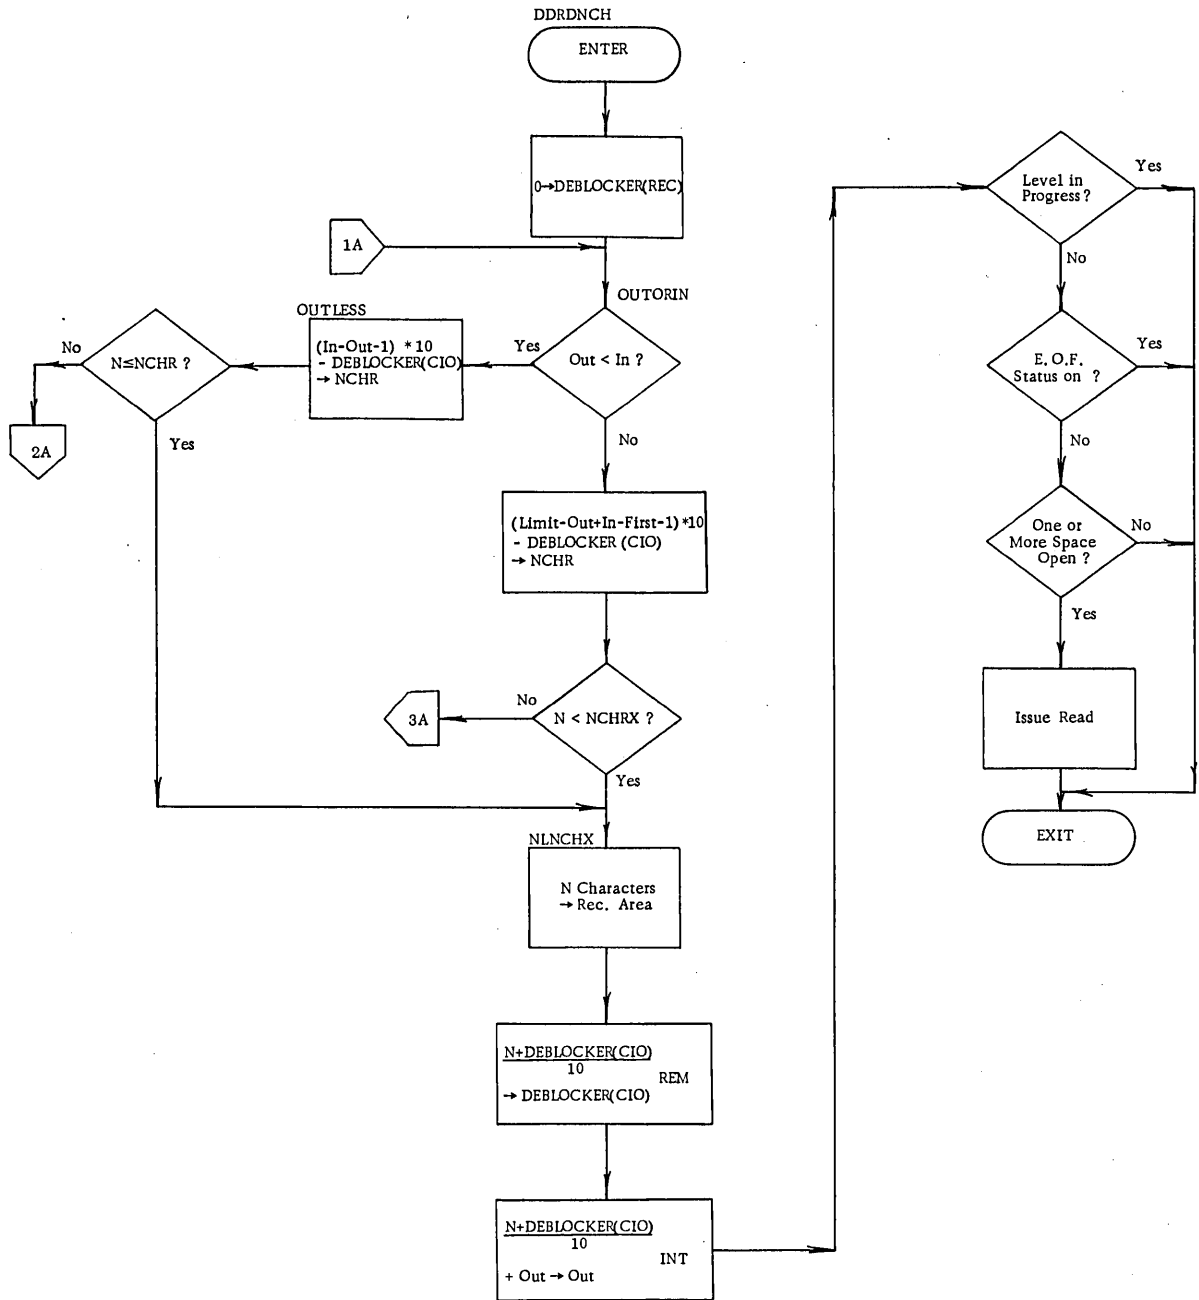 DDRDNCH
ENTER
0→DEBLOCKER(REC)
1A
OUTORIN
Out < In ?
Yes
No
OUTLESS
(In-Out-1) *10
- DEBLOCKER(CIO)
→ NCHR
N≤NCHR ?
No
Yes
2A
(Limit-Out+In-First-1)*10
- DEBLOCKER (CIO)
→ NCHR
N < NCHRX ?
No
Yes
3A
NLNCHX
N Characters
→ Rec. Area
N+DEBLOCKER(CIO)
10
REM
→ DEBLOCKER(CIO)
N+DEBLOCKER(CIO)
10
INT
+ Out → Out
Level in
Progress?
Yes
No
E. O.F.
Status on ?
Yes
No
One or
More Space
Open ?
No
Yes
Issue Read
EXIT